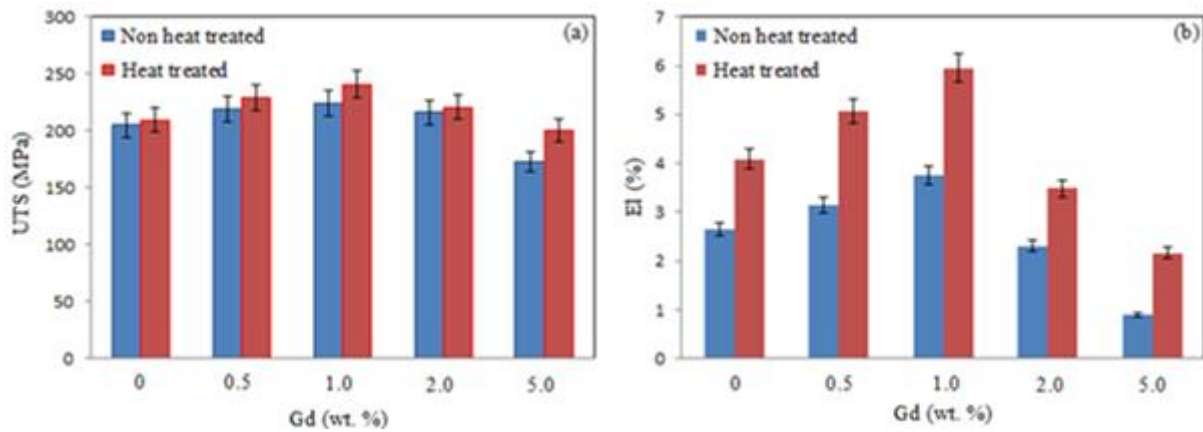 300
250
200
150
100
50
0
UTS (MPa)
Non heat treated
Heat treated
(a)
0 0.5 1.0 2.0 5.0
Gd (wt. %)
7
6
5
4
3
2
1
0
El (%)
Non heat treated
Heat treated
(b)
0 0.5 1.0 2.0 5.0
Gd (wt. %)